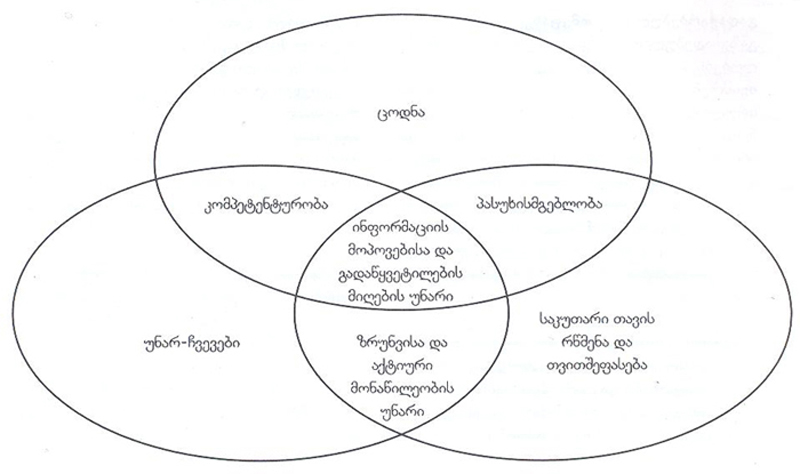 ცოდნა
კომპეტენტურობა
პასუხისმგებლობა
ინფორმაციის
მოპოვებისა და
გადაწყვეტილების
მიღების უნარი
უნარ-ჩვევები
ზრუნვისა და
აქტიური
მონაწილეობის
უნარი
საკუთარი თავის
რწმენა და
თვითშეფასება